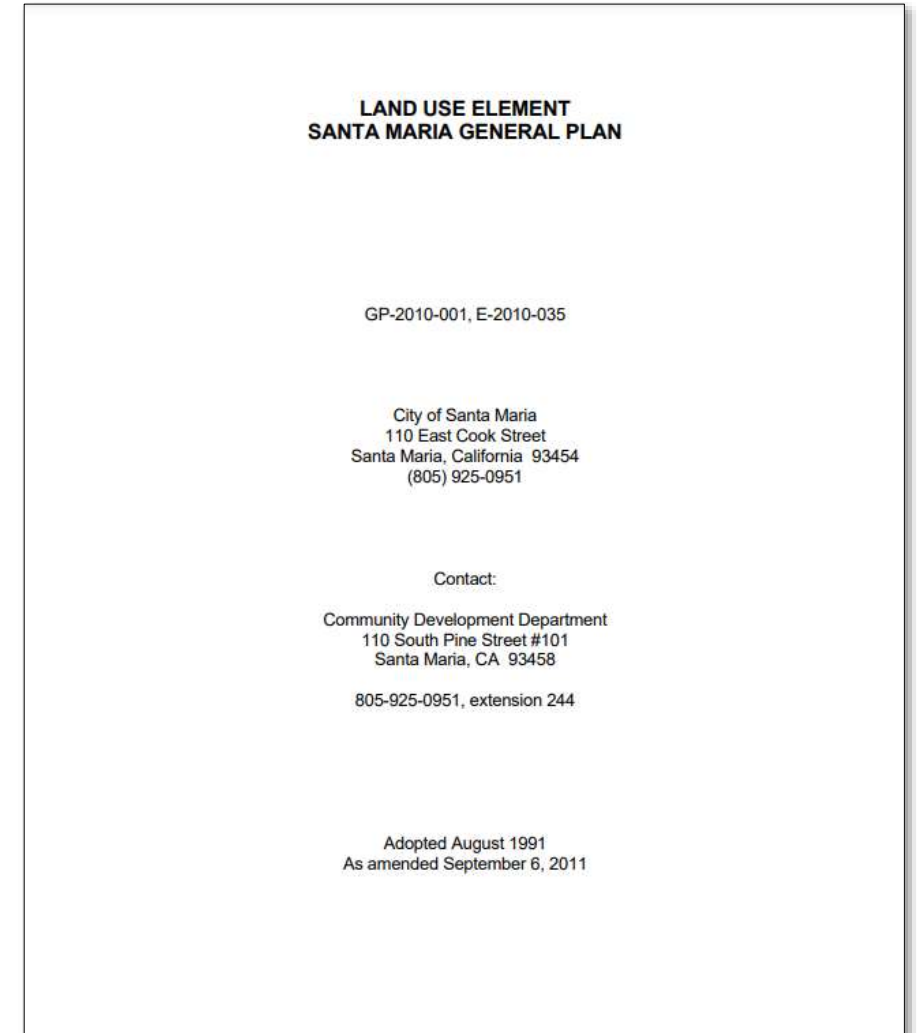 LAND USE ELEMENT
SANTA MARIA GENERAL PLAN
GP-2010-001, E-2010-035
City of Santa Maria
110 East Cook Street
Santa Maria, California  93454
(805) 925-0951
Contact:
Community Development Department
110 South Pine Street #101
Santa Maria, CA  93458
805-925-0951, extension 244
Adopted August 1991
As amended September 6, 2011